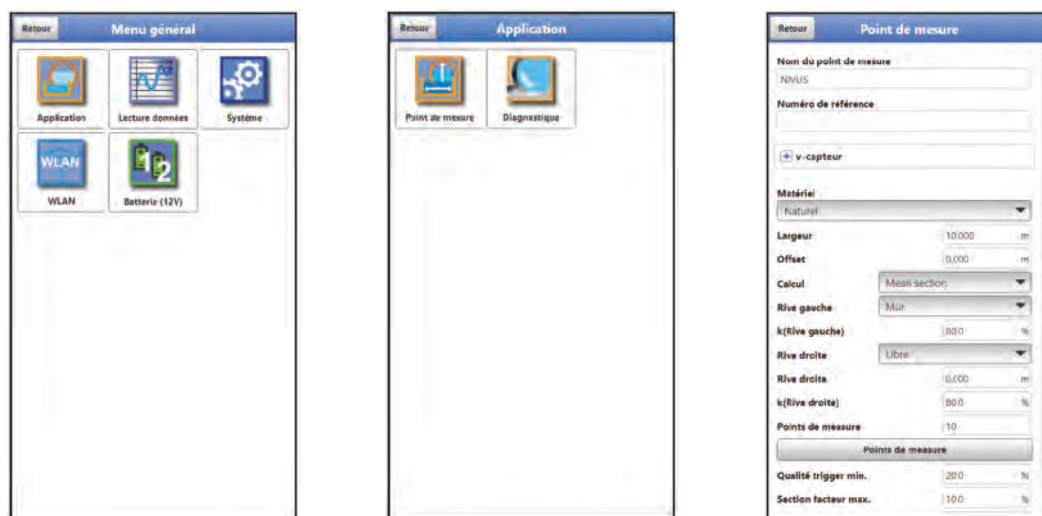 Retour Menu général
Application Lecture données Système
WLAN
1 2
WLAN Batterie (12V)
Retour Application
Point de mesure Diagnostique
Retour Point de mesure
Nom du point de mesure
NIVUS
Numéro de référence
+ v-capteur
Matériel
Naturel
Largeur 10.000 m
Offset 0,000 m
Calcul Mean section
Rive gauche Mur
k(Rive gauche) 80.0 %
Rive droite Libre
Rive droite 0,000 m
k(Rive droite) 80.0 %
Points de measure 10
Points de measure
Qualité trigger min. 20.0 %
Section facteur max. 10.0 %